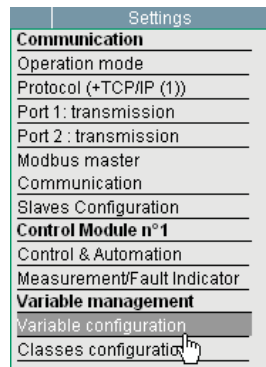 Settings
Communication
Operation mode
Protocol (+TCP/IP (1))
Port 1: transmission
Port 2 : transmission
Modbus master
Communication
Slaves Configuration
Control Module n°1
Control & Automation
Measurement/Fault Indicator
Variable management
Variable configuration
Classes configuration